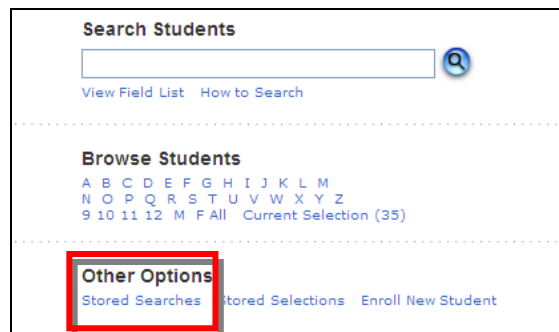 Search Students
View Field List How to Search
Browse Students
A B C D E F G H I J K L M
N O P Q R S T U V W X Y Z
9 10 11 12 M F All Current Selection (35)
Other Options
Stored Searches Stored Selections Enroll New Student